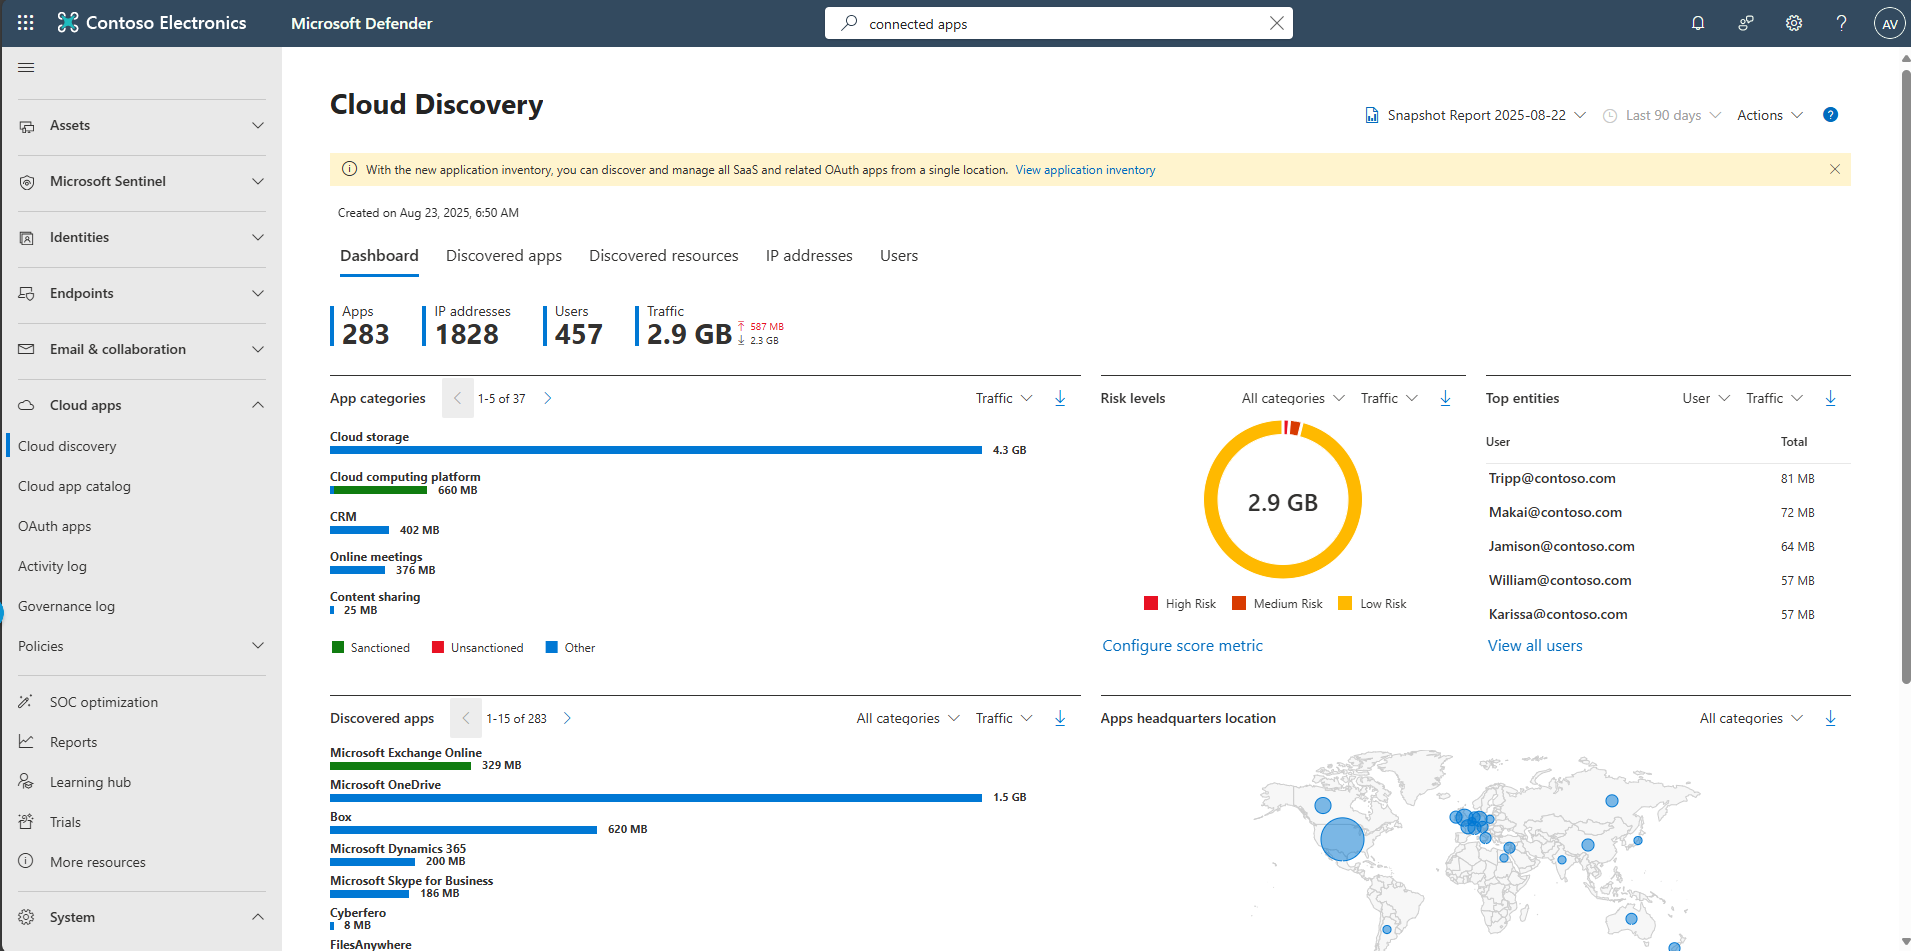 Contoso Electronics
Microsoft Defender
connected apps
AV
Assets
Microsoft Sentinel
Identities
Endpoints
Email & collaboration
Cloud apps
Cloud discovery
Cloud app catalog
OAuth apps
Activity log
Governance log
Policies
SOC optimization
Reports
Learning hub
Trials
More resources
System
Cloud Discovery
Snapshot Report 2025-08-22
Last 90 days
Actions
?
With the new application inventory, you can discover and manage all SaaS and related OAuth apps from a single location. View application inventory
Created on Aug 23, 2025, 6:50 AM
Dashboard Discovered apps Discovered resources IP addresses Users
Apps
283
IP addresses
1828
Users
457
Traffic
2.9 GB
587 MB
2.3 GB
App categories 1-5 of 37 Traffic
Cloud storage
4.3 GB
Cloud computing platform
660 MB
CRM
402 MB
Online meetings
376 MB
Content sharing
25 MB
Sanctioned Unsanctioned Other
Risk levels All categories Traffic
2.9 GB
High Risk Medium Risk Low Risk
Configure score metric
Top entities User Traffic
User Total
Tripp@contoso.com 81 MB
Makai@contoso.com 72 MB
Jamison@contoso.com 64 MB
William@contoso.com 57 MB
Karissa@contoso.com 57 MB
View all users
Discovered apps 1-15 of 283 All categories Traffic
Microsoft Exchange Online
329 MB
Microsoft OneDrive
1.5 GB
Box
620 MB
Microsoft Dynamics 365
200 MB
Microsoft Skype for Business
186 MB
Cyberfero
8 MB
FilesAnywhere
Apps headquarters location All categories